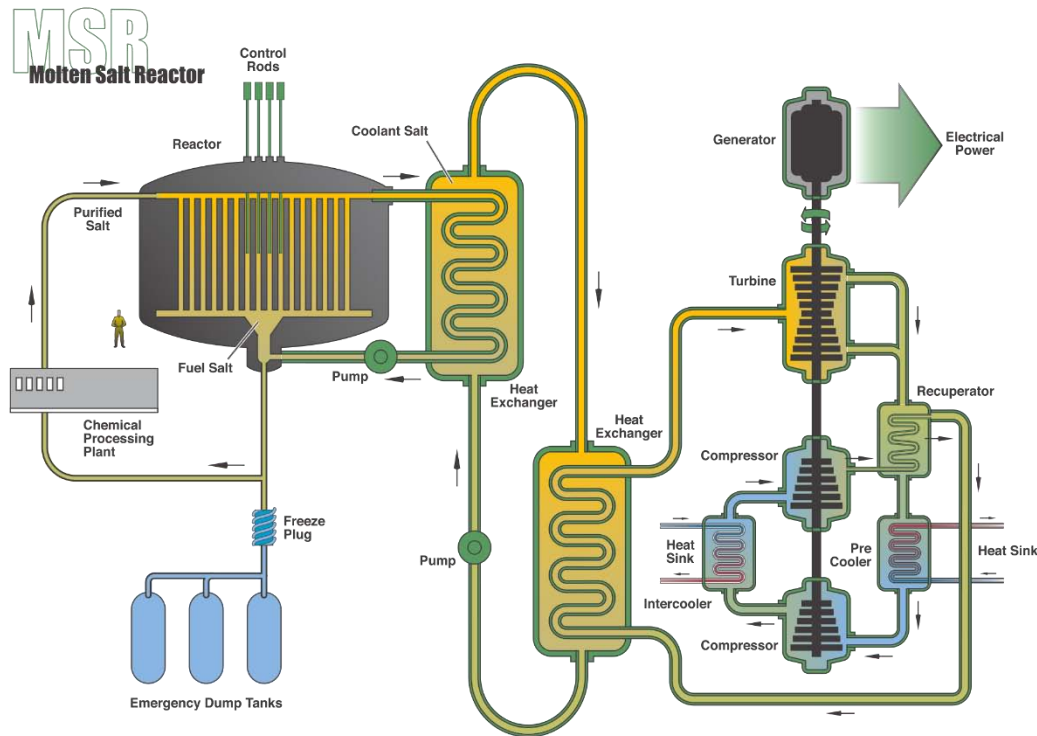 MSR
Molten Salt Reactor
Control
Rods
Reactor
Coolant Salt
Purified
Salt
Fuel Salt
Pump
Heat
Exchanger
Chemical
Processing
Plant
Freeze
Plug
Emergency Dump Tanks
Pump
Heat
Exchanger
Generator
Electrical
Power
Turbine
Recuperator
Compressor
Heat
Sink
Pre
Cooler
Heat Sink
Intercooler
Compressor